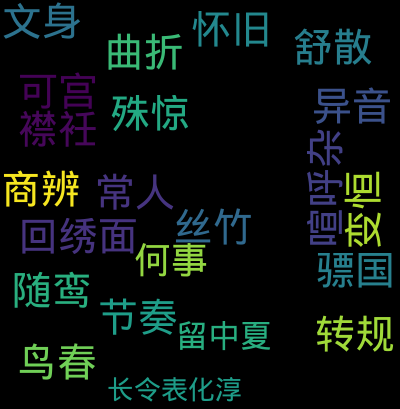 文身
怀旧
曲折
舒散
可宫
襟衽
殊惊
异音
喧呼杂
商辨
常人
变恒
回绣面
丝竹
何事
骠国
随鸾
节奏
留中夏
转规
鸟春
长令表化淳